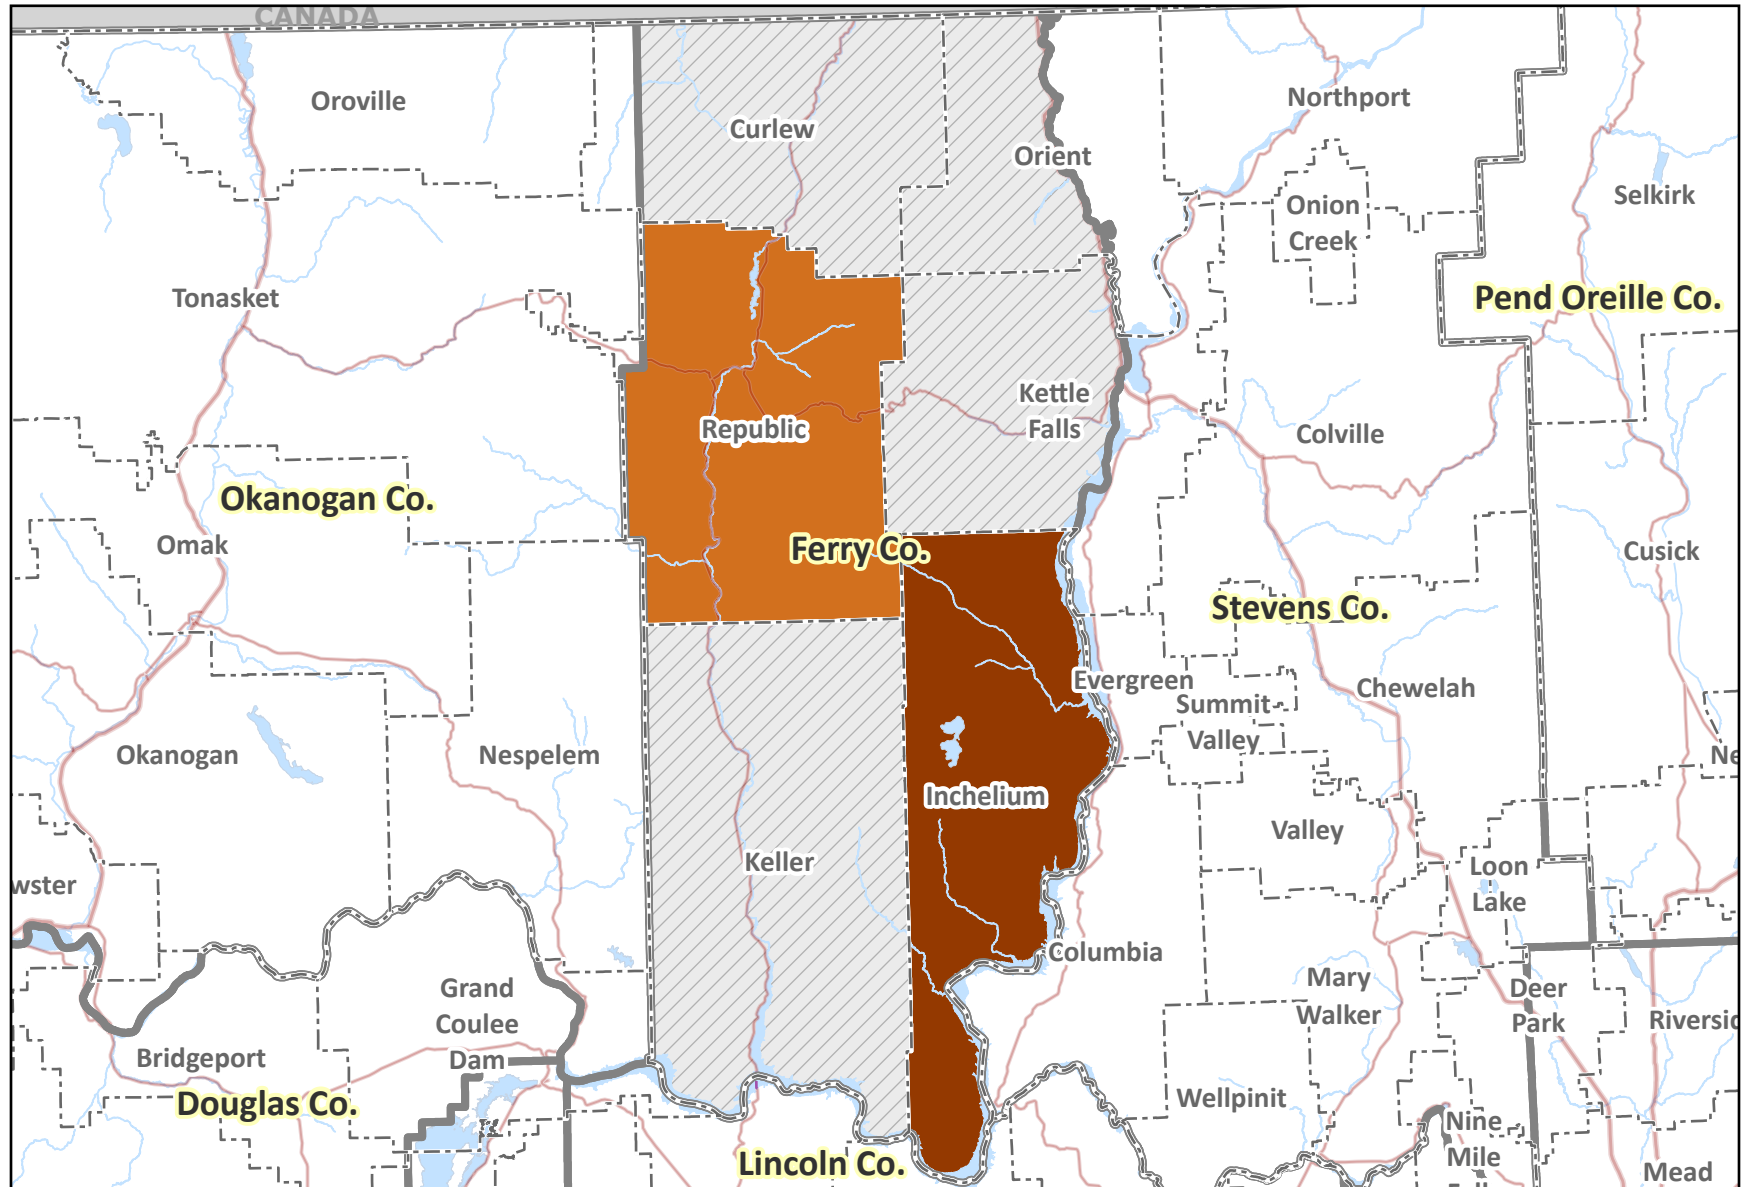 CANADA
Oroville
Curlew
Northport
Orient
Selkirk
Onion
Creek
Tonasket
Pend Oreille Co.
Kettle
Falls
Republic
Colville
Okanogan Co.
Omak
Ferry Co.
Cusick
Stevens Co.
Evergreen
Chewelah
Summit
Valley
Okanogan
Nespelem
Ne
Inchelium
Valley
Keller
Loon
Lake
wster
Columbia
Grand
Coulee
Dam
Mary
Walker
Deer
Park
Riversid
Bridgeport
Douglas Co.
Wellpinit
Nine
Mile
Lincoln Co.
Mead